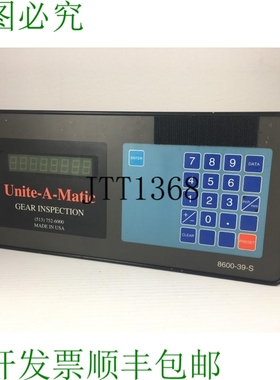 图必究
7 8 9 DATA
4 5 6
1 2 3
0
CLEAR
Unite-A-Matic
GEAR INSPECTION
(513) 752-6000
MADE IN USA
JTT1368
8600-39-S
开发票顺丰包邮